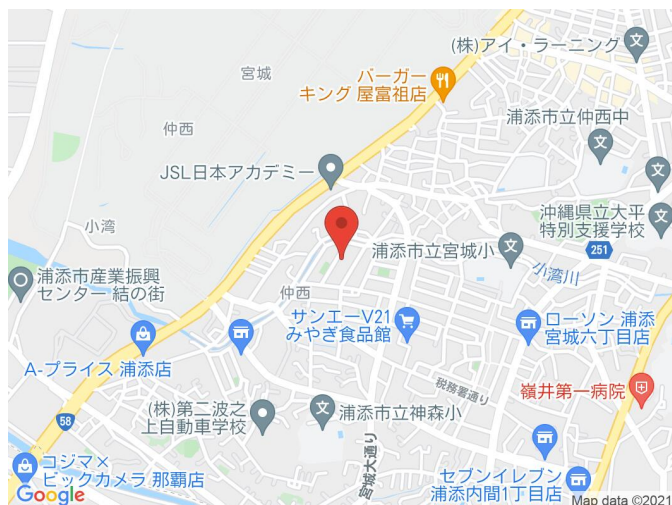 (株)アイ・ラーニング
宮城
バーガー
キング 屋富祖店
仲西
浦添市立仲西中
JSL日本アカデミー
沖縄県立大平
特別支援学校
小湾
浦添市立宮城小
251
小湾川
浦添市産業振興
センター 結の街
仲西
サンエーV21
みやぎ食品館
ローソン 浦添
宮城六丁目店
A-プライス 浦添店
税務署通り
嶺井第一病院
58
(株)第二波之
上自動車学校
浦添市立神森小
宮城大通り
コジマ×
ビックカメラ 那覇店
セブンイレブン
浦添内間1丁目店
Google
Map data ©2021